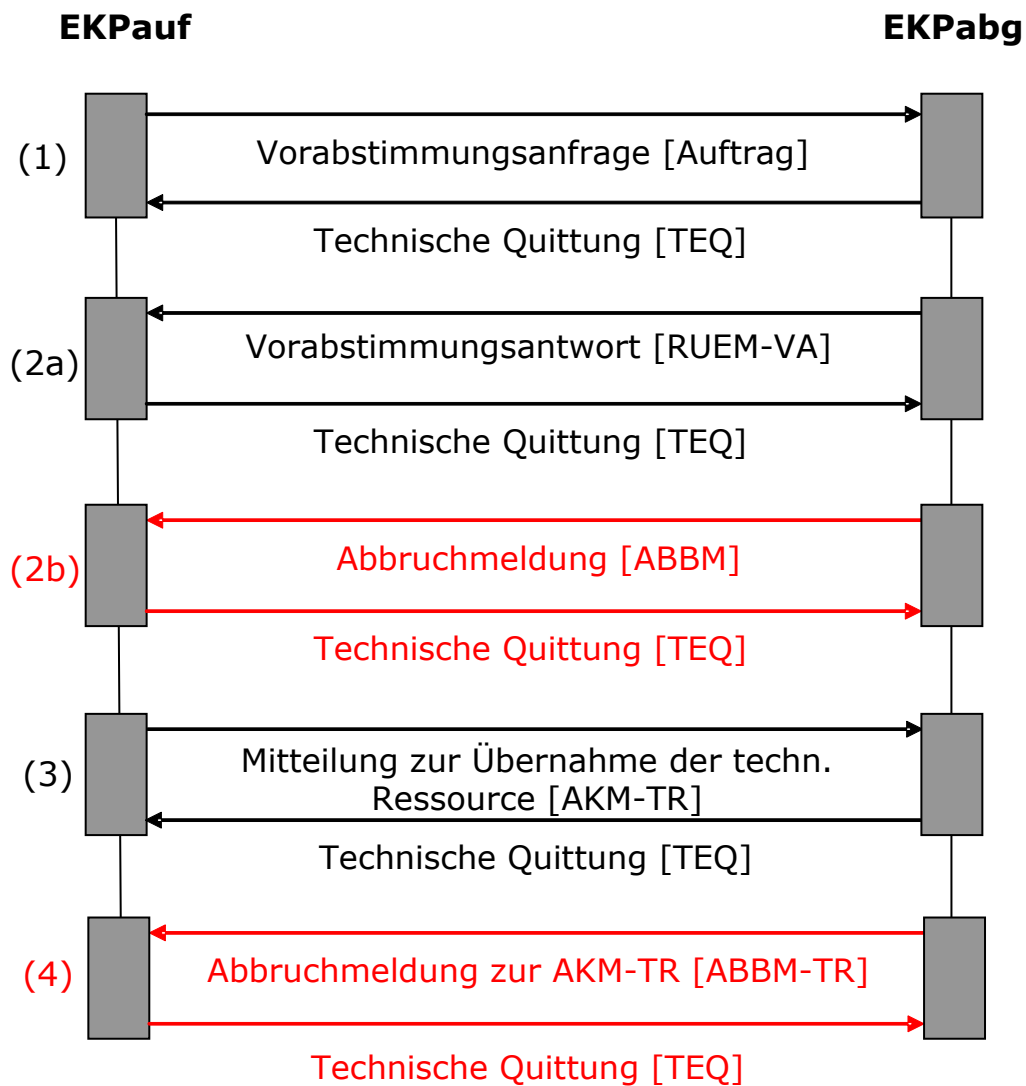 EKPauf
EKPabg
(1)
Vorabstimmungsanfrage [Auftrag]
Technische Quittung [TEQ]
(2a)
Vorabstimmungsantwort [RUEM-VA]
Technische Quittung [TEQ]
(2b)
Abbruchmeldung [ABBM]
Technische Quittung [TEQ]
(3)
Mitteilung zur Übernahme der techn.
Ressource [AKM-TR]
Technische Quittung [TEQ]
(4)
Abbruchmeldung zur AKM-TR [ABBM-TR]
Technische Quittung [TEQ]